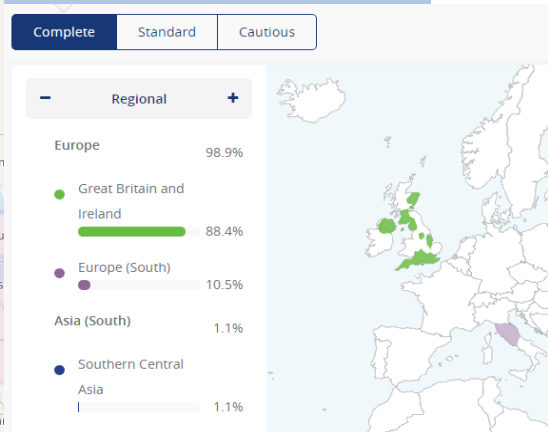 Complete Standard Cautious
− Regional +
Europe
98.9%
Great Britain and
Ireland
88.4%
Europe (South)
10.5%
Asia (South)
1.1%
Southern Central
Asia
1.1%